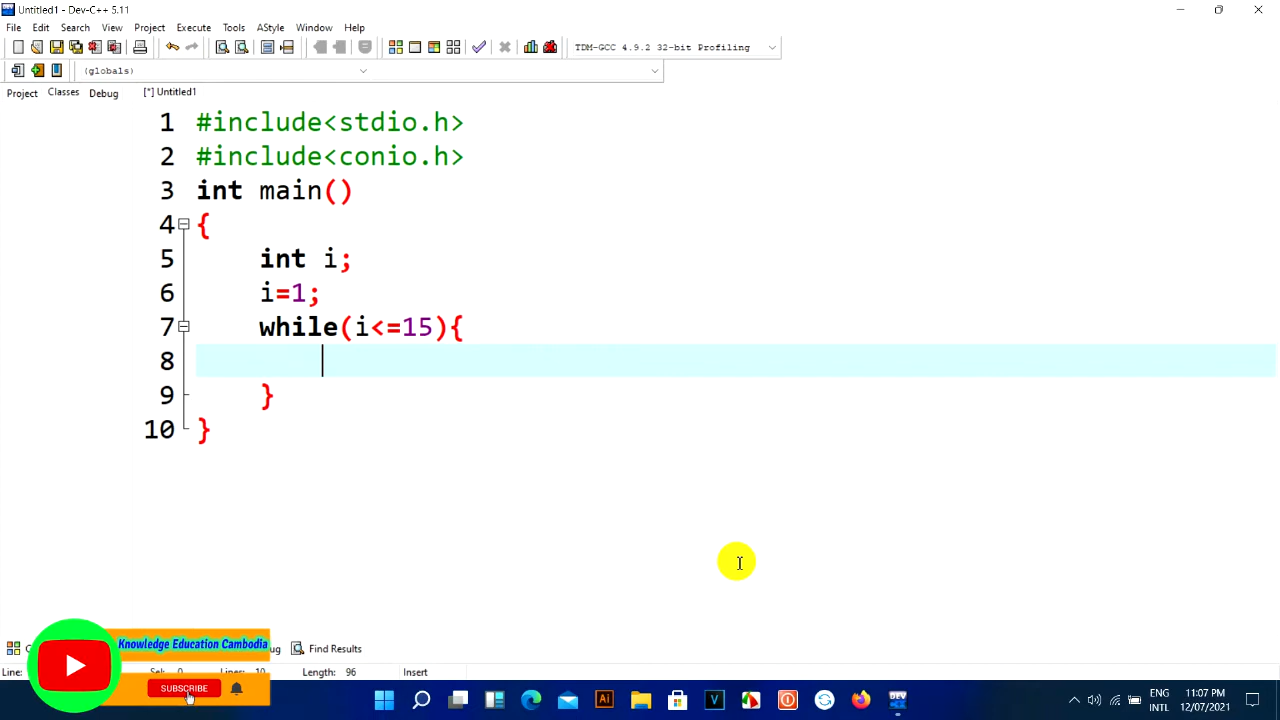 Untitled1 - Dev-C++ 5.11
File Edit Search View Project Execute Tools AStyle Window Help
TDM-GCC 4.9.2 32-bit Profiling
(globals)
Project Classes Debug [*] Untitled1
1 #include<stdio.h>
2 #include<conio.h>
3 int main()
4 {
5 int i;
6 i=1;
7 while(i<=15){
8
9 }
10 }
Knowledge Education Cambodia
Find Results
Line: Sel: 0 Lines: 10 Length: 96 Insert
SUBSCRIBE
ENG 11:07 PM
INTL 12/07/2021